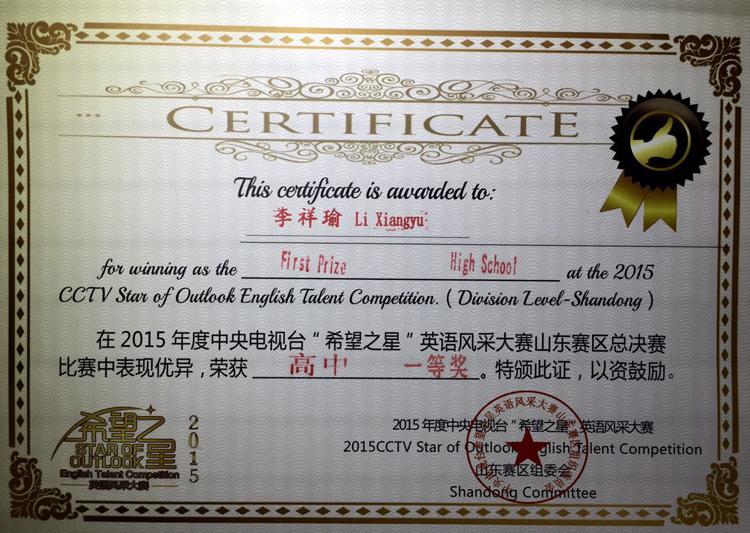 CERTIFICATE
This certificate is awarded to:
李祥瑜 Li Xiangyu
for winning as the First Prize High School at the 2015
CCTV Star of Outlook English Talent Competition. ( Division Level-Shandong )
在 2015 年度中央电视台“希望之星”英语风采大赛山东赛区总决赛
比赛中表现优异，荣获 高中 一等奖 。特颁此证，以资鼓励。
希望之星
STAR OF
OUTLOOK
English Talent Competition
英语风采大赛
2015
2015 年度中央电视台“希望之星”英语风采大赛
2015CCTV Star of Outlook English Talent Competition
山东赛区组委会
Shandong Committee